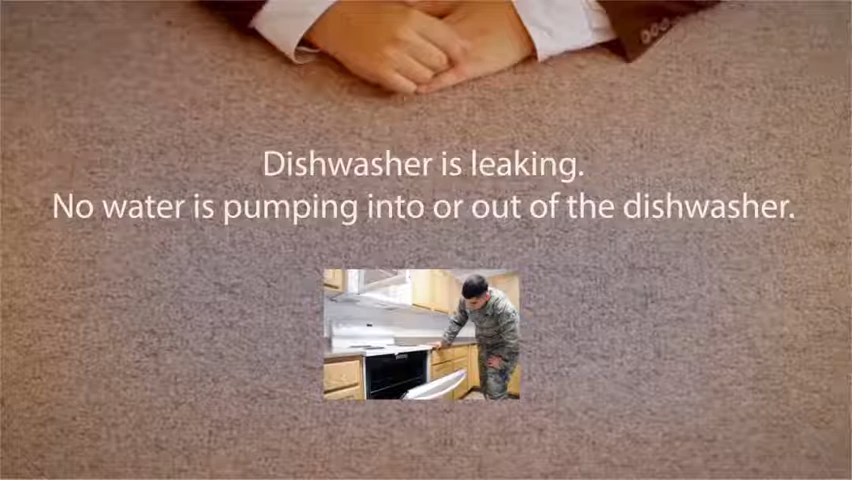 Dishwasher is leaking.
No water is pumping into or out of the dishwasher.